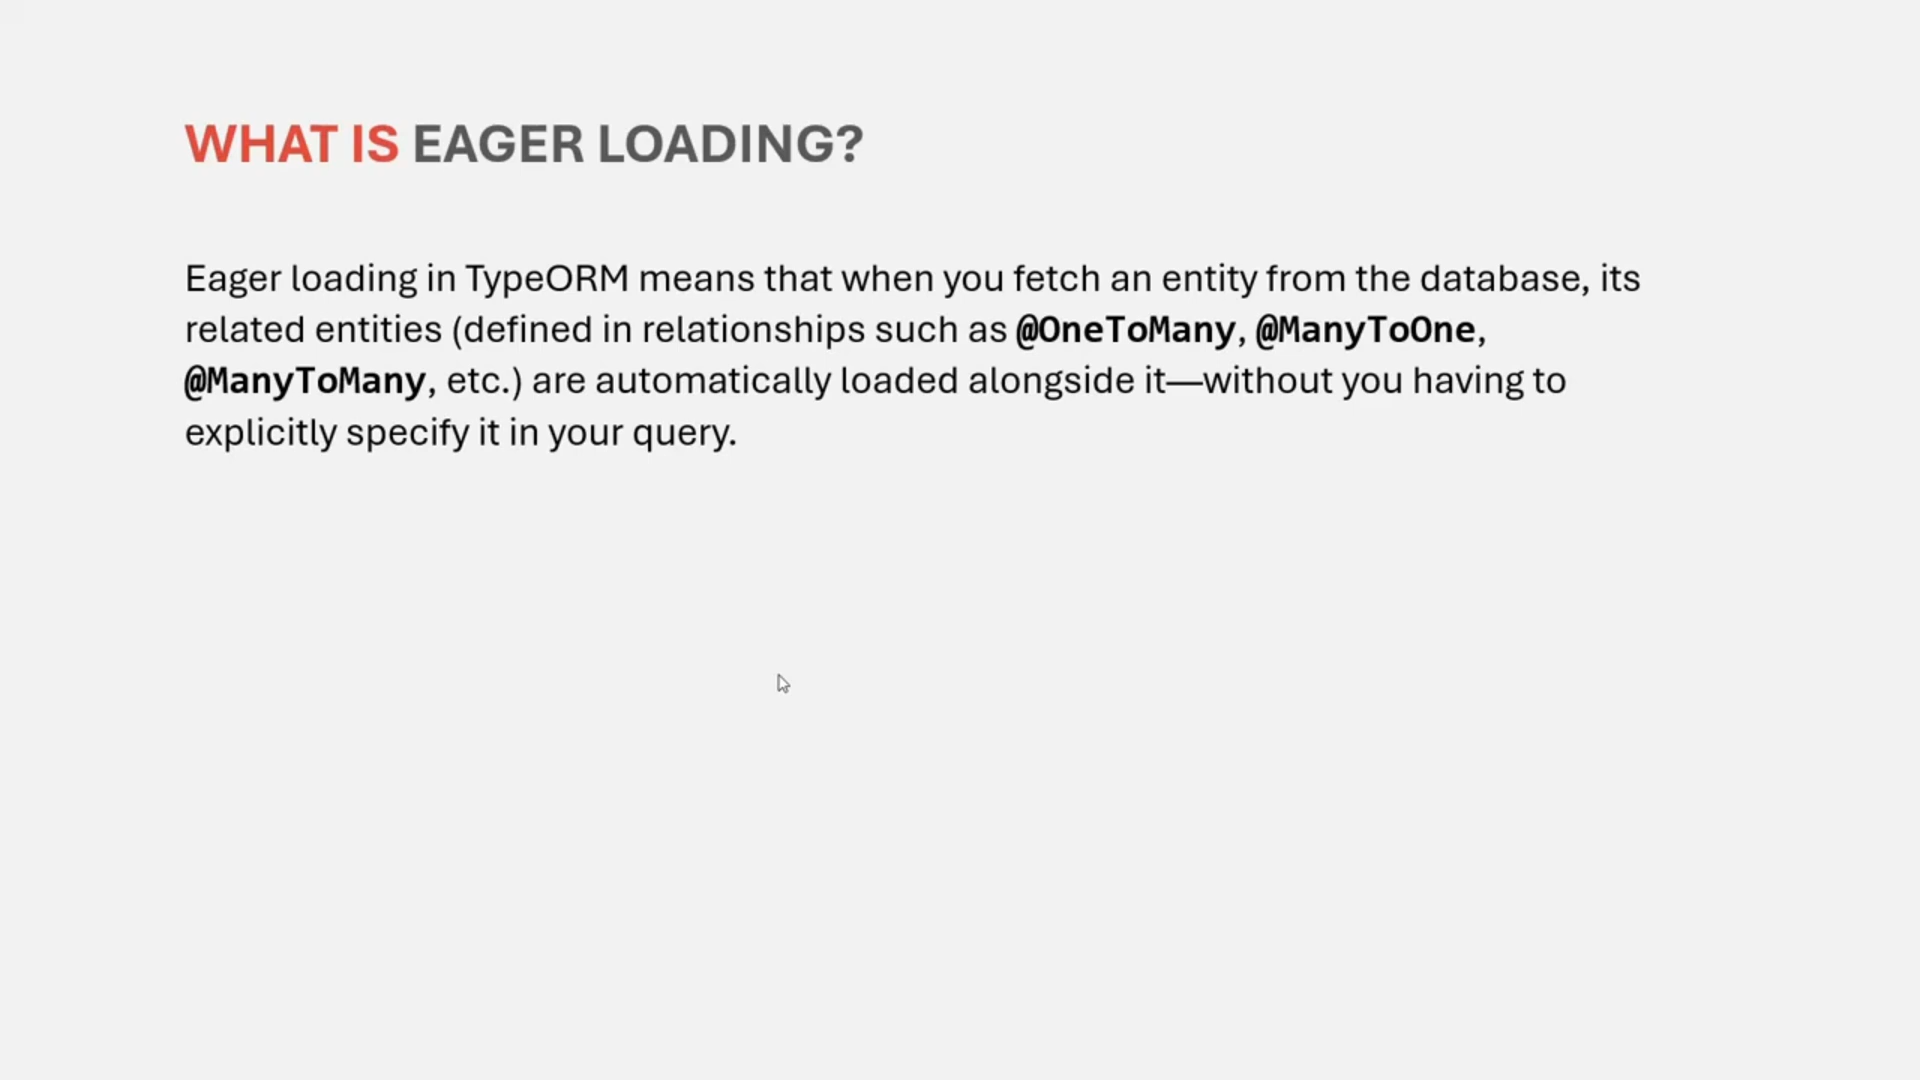 WHAT IS EAGER LOADING?
Eager loading in TypeORM means that when you fetch an entity from the database, its
related entities (defined in relationships such as @OneToMany, @ManyToOne,
@ManyToMany, etc.) are automatically loaded alongside it—without you having to
explicitly specify it in your query.